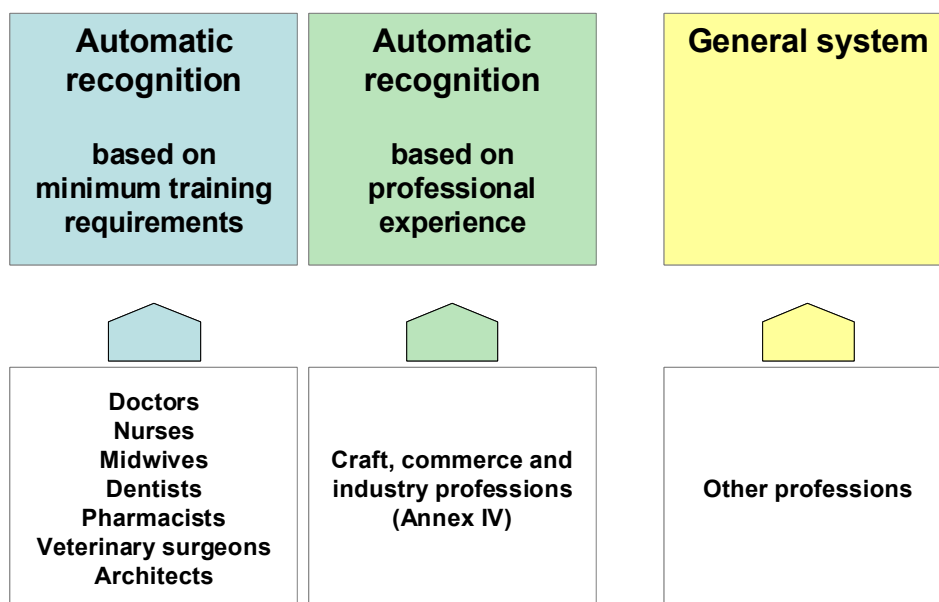 Automatic
recognition
based on
minimum training
requirements
Automatic
recognition
based on
professional
experience
General system
Doctors
Nurses
Midwives
Dentists
Pharmacists
Veterinary surgeons
Architects
Craft, commerce and
industry professions
(Annex IV)
Other professions